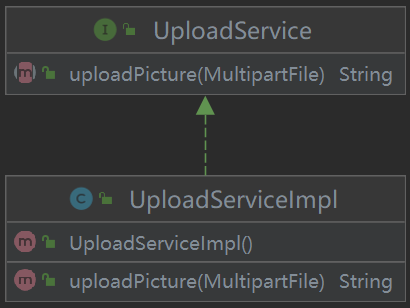 I UploadService
m uploadPicture(MultipartFile) String
C UploadServiceImpl
m UploadServiceImpl()
m uploadPicture(MultipartFile) String